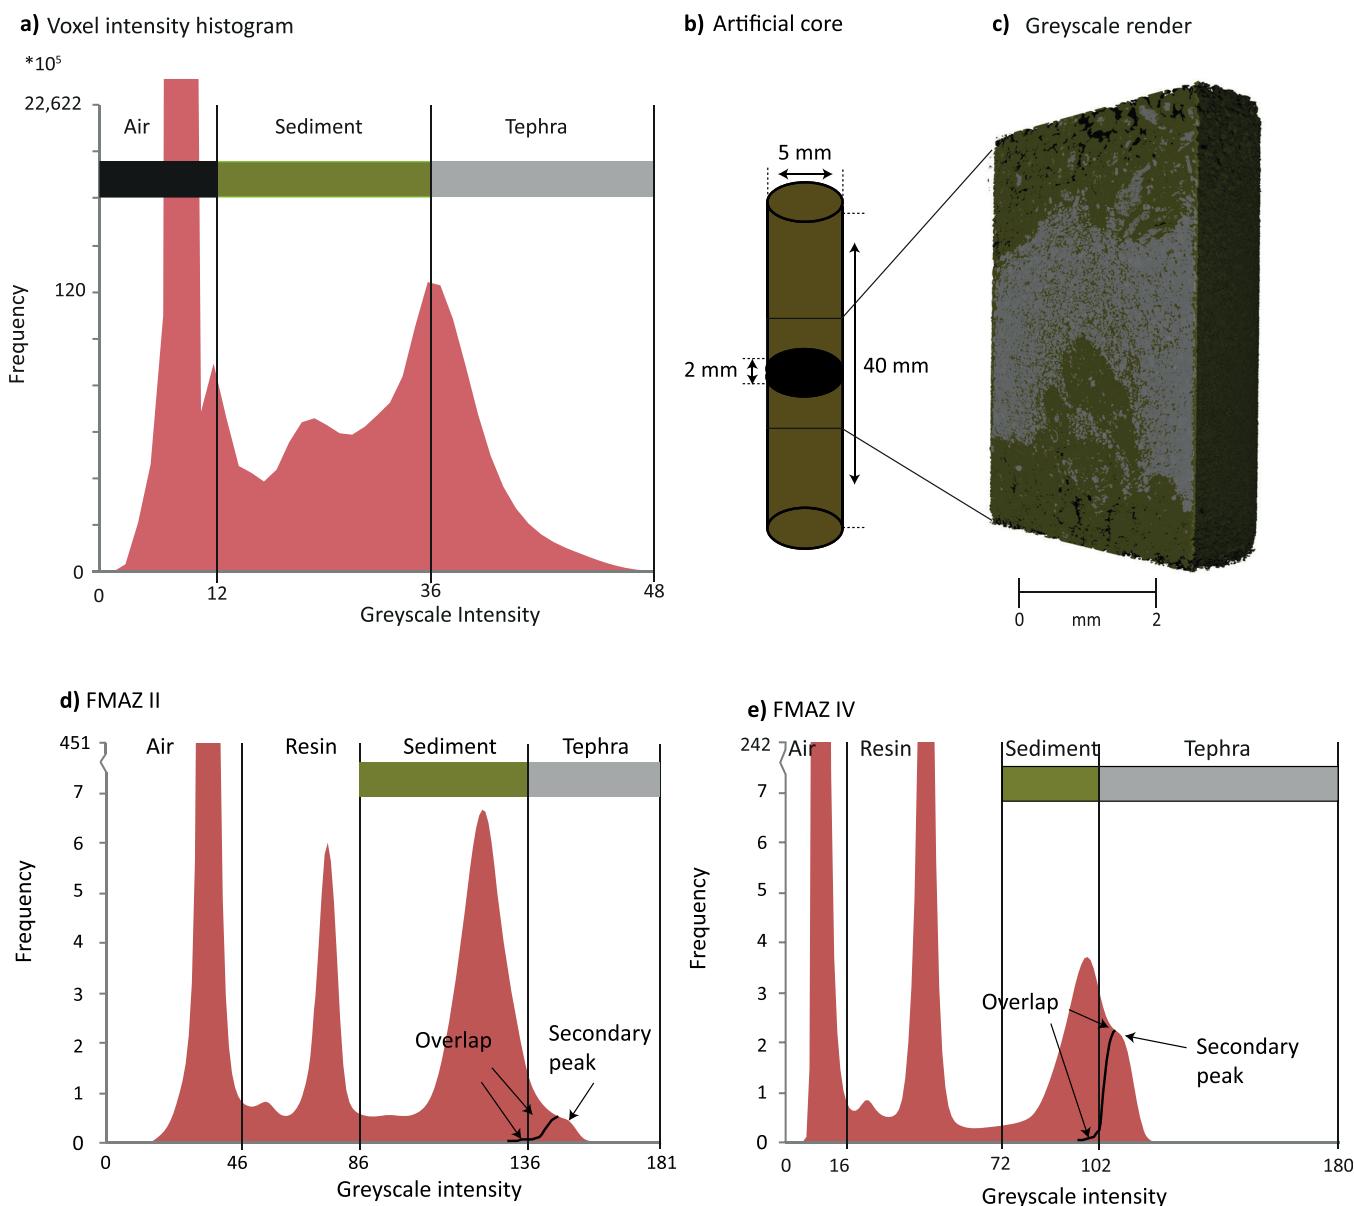 a) Voxel intensity histogram
*10⁵
22,622
Air
Sediment
Tephra
120
Frequency
0
0
12
36
48
Greyscale Intensity
b) Artificial core
5 mm
2 mm
40 mm
c) Greyscale render
0
mm
2
d) FMAZ II
451
Air
Resin
Sediment
Tephra
7
6
5
4
3
2
1
0
Frequency
Overlap
Secondary
peak
0
46
86
136
181
Greyscale intensity
e) FMAZ IV
242
Air
Resin
Sediment
Tephra
7
6
5
4
3
2
1
0
Frequency
Overlap
Secondary
peak
0
16
72
102
180
Greyscale intensity